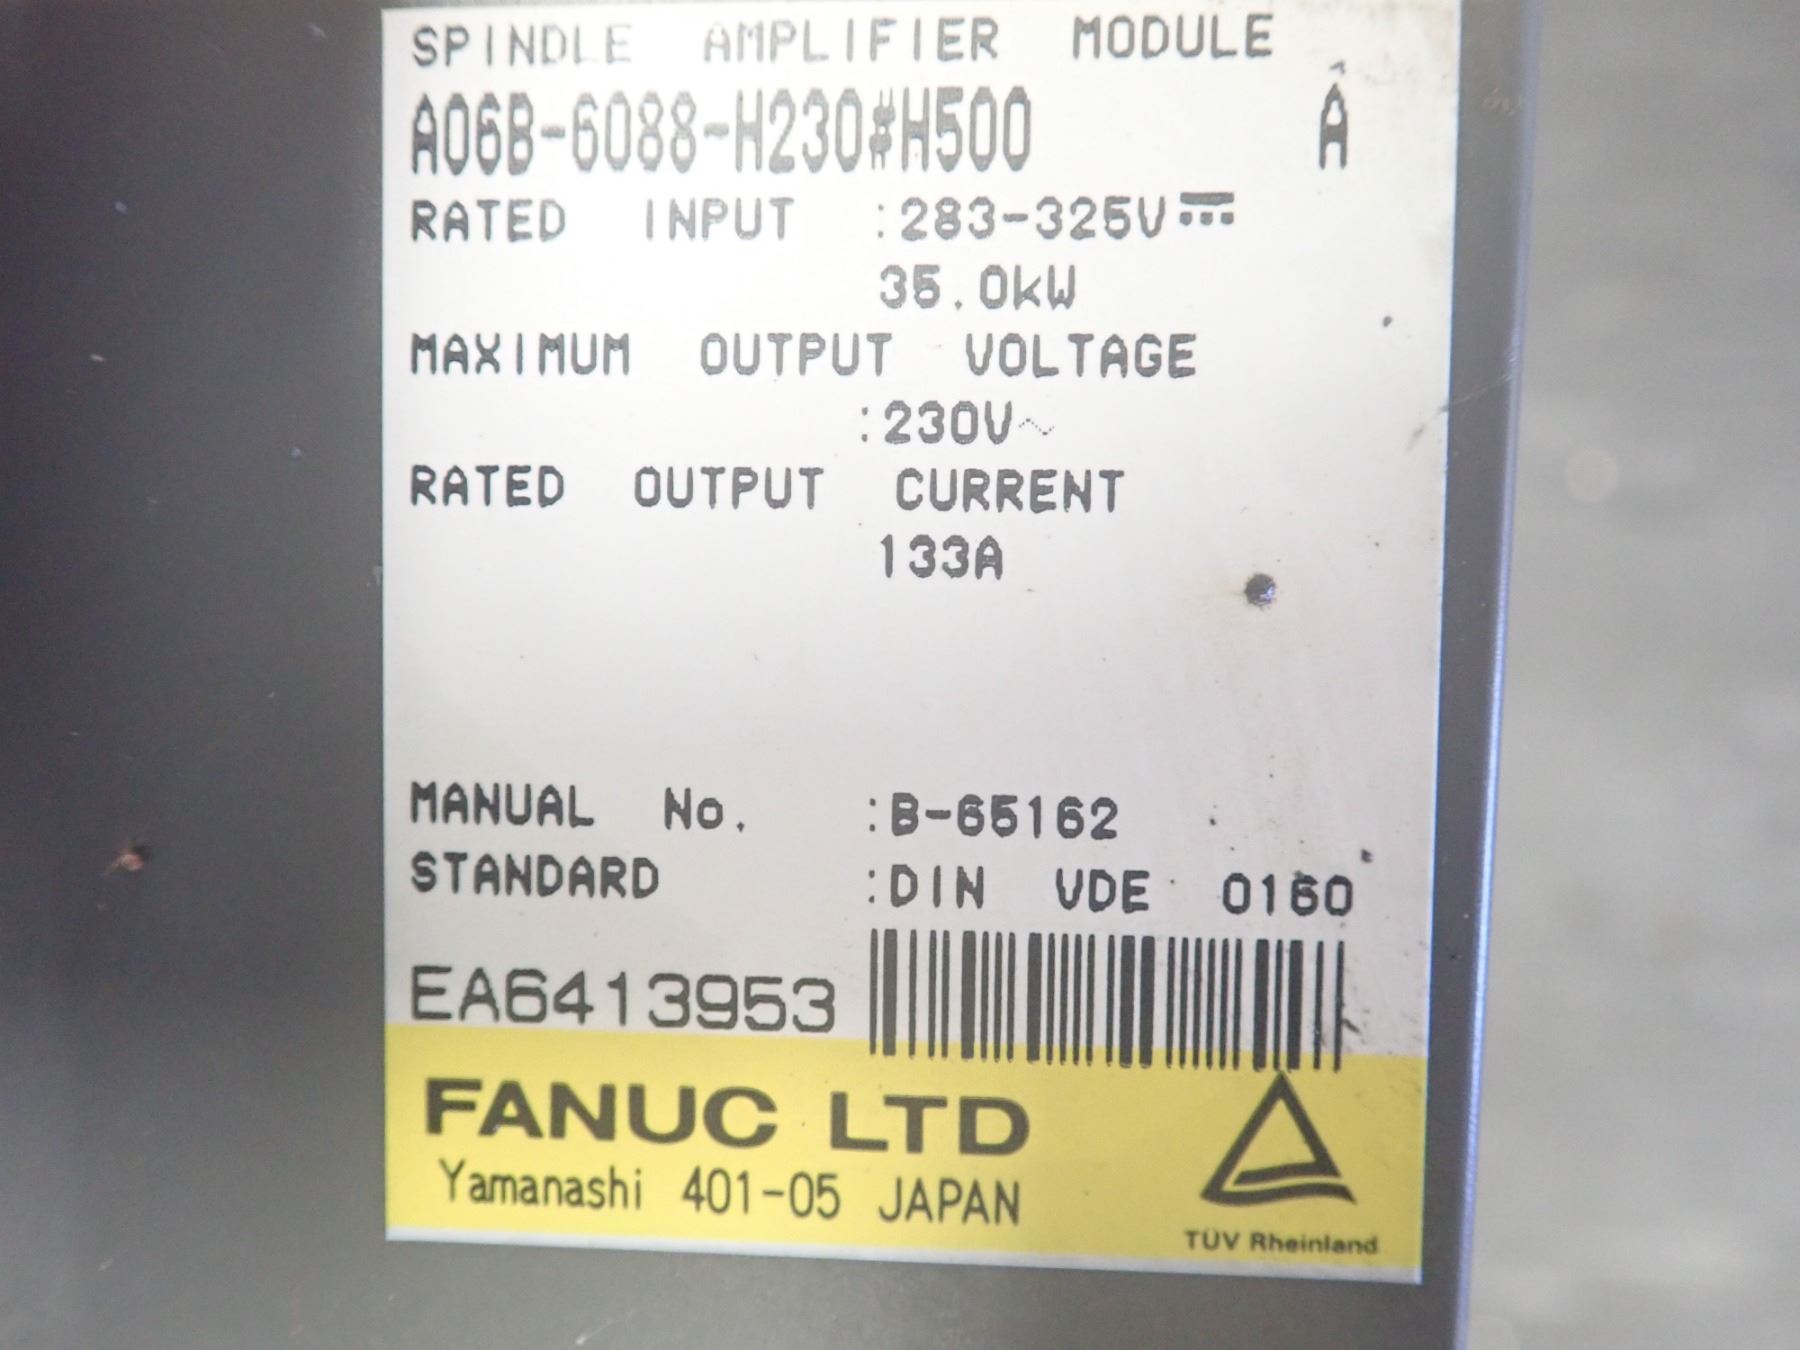 SPINDLE AMPLIFIER MODULE
A06B-6088-H230#H500 A
RATED INPUT :283-325V⎓
35.0kW
MAXIMUM OUTPUT VOLTAGE
:230V~
RATED OUTPUT CURRENT
133A
MANUAL No. :B-65162
STANDARD :DIN VDE 0160
EA6413953
FANUC LTD
Yamanashi 401-05 JAPAN
TÜV Rheinland